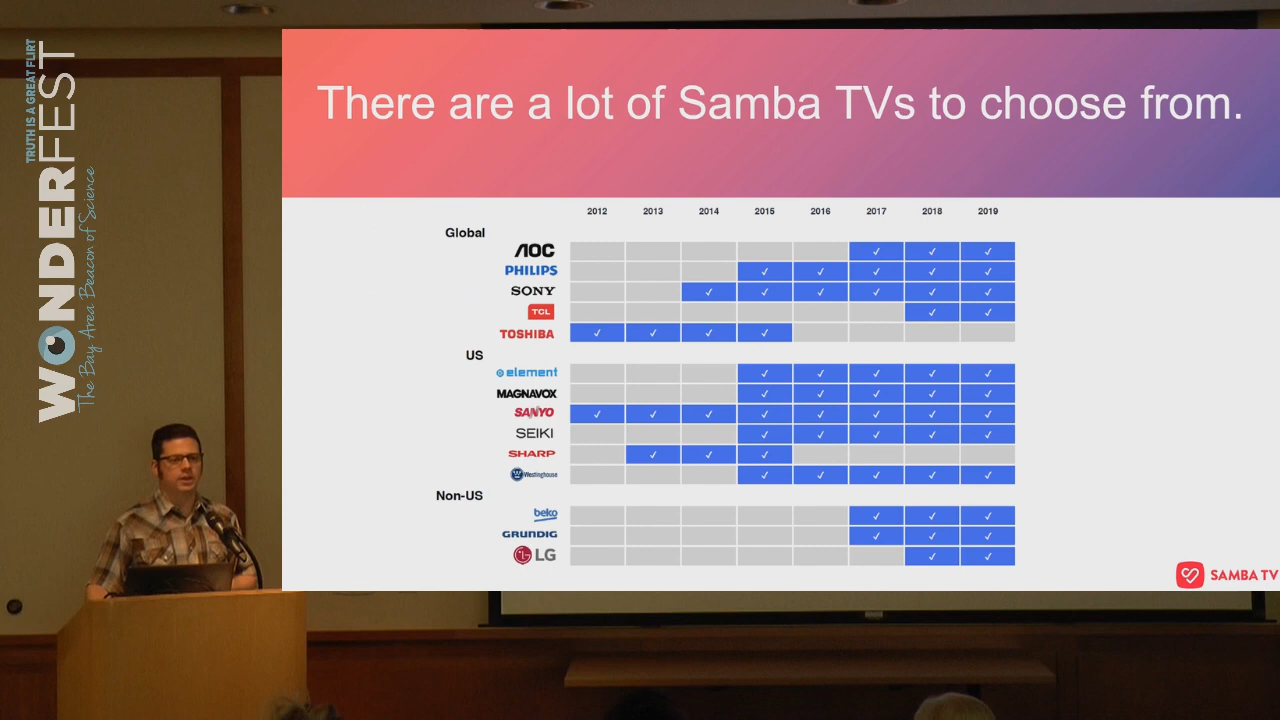 TRUTH IS A GREAT FLIRT
WONDERFEST
The Bay Area Beacon of Science
There are a lot of Samba TVs to choose from.
2012 2013 2014 2015 2016 2017 2018 2019
Global
AOC ✓ ✓ ✓
PHILIPS ✓ ✓ ✓ ✓ ✓
SONY ✓ ✓ ✓ ✓ ✓ ✓
TCL ✓ ✓
TOSHIBA ✓ ✓ ✓ ✓
US
element ✓ ✓ ✓ ✓ ✓
MAGNAVOX ✓ ✓ ✓ ✓ ✓
SANYO ✓ ✓ ✓ ✓ ✓ ✓ ✓ ✓
SEIKI ✓ ✓ ✓ ✓ ✓
SHARP ✓ ✓ ✓
Westinghouse ✓ ✓ ✓ ✓ ✓
Non-US
beko ✓ ✓ ✓
GRUNDIG ✓ ✓ ✓
LG ✓ ✓
SAMBA TV